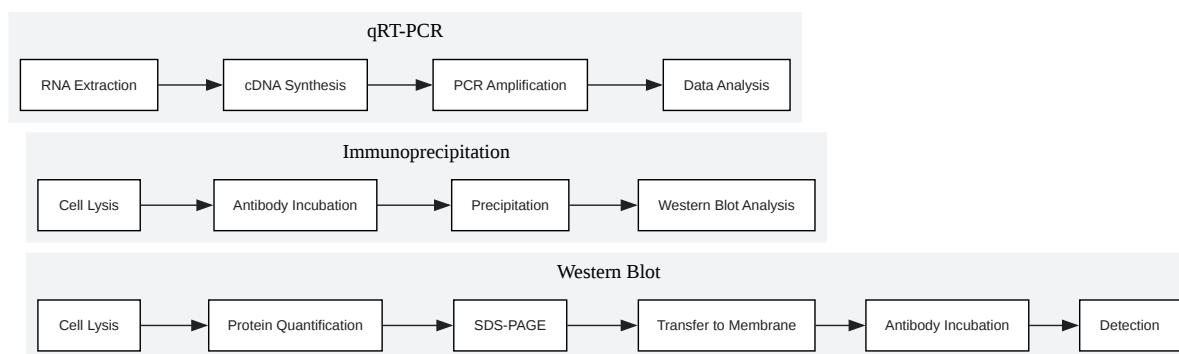 qRT-PCR
RNA Extraction
cDNA Synthesis
PCR Amplification
Data Analysis
Immunoprecipitation
Cell Lysis
Antibody Incubation
Precipitation
Western Blot Analysis
Western Blot
Cell Lysis
Protein Quantification
SDS-PAGE
Transfer to Membrane
Antibody Incubation
Detection